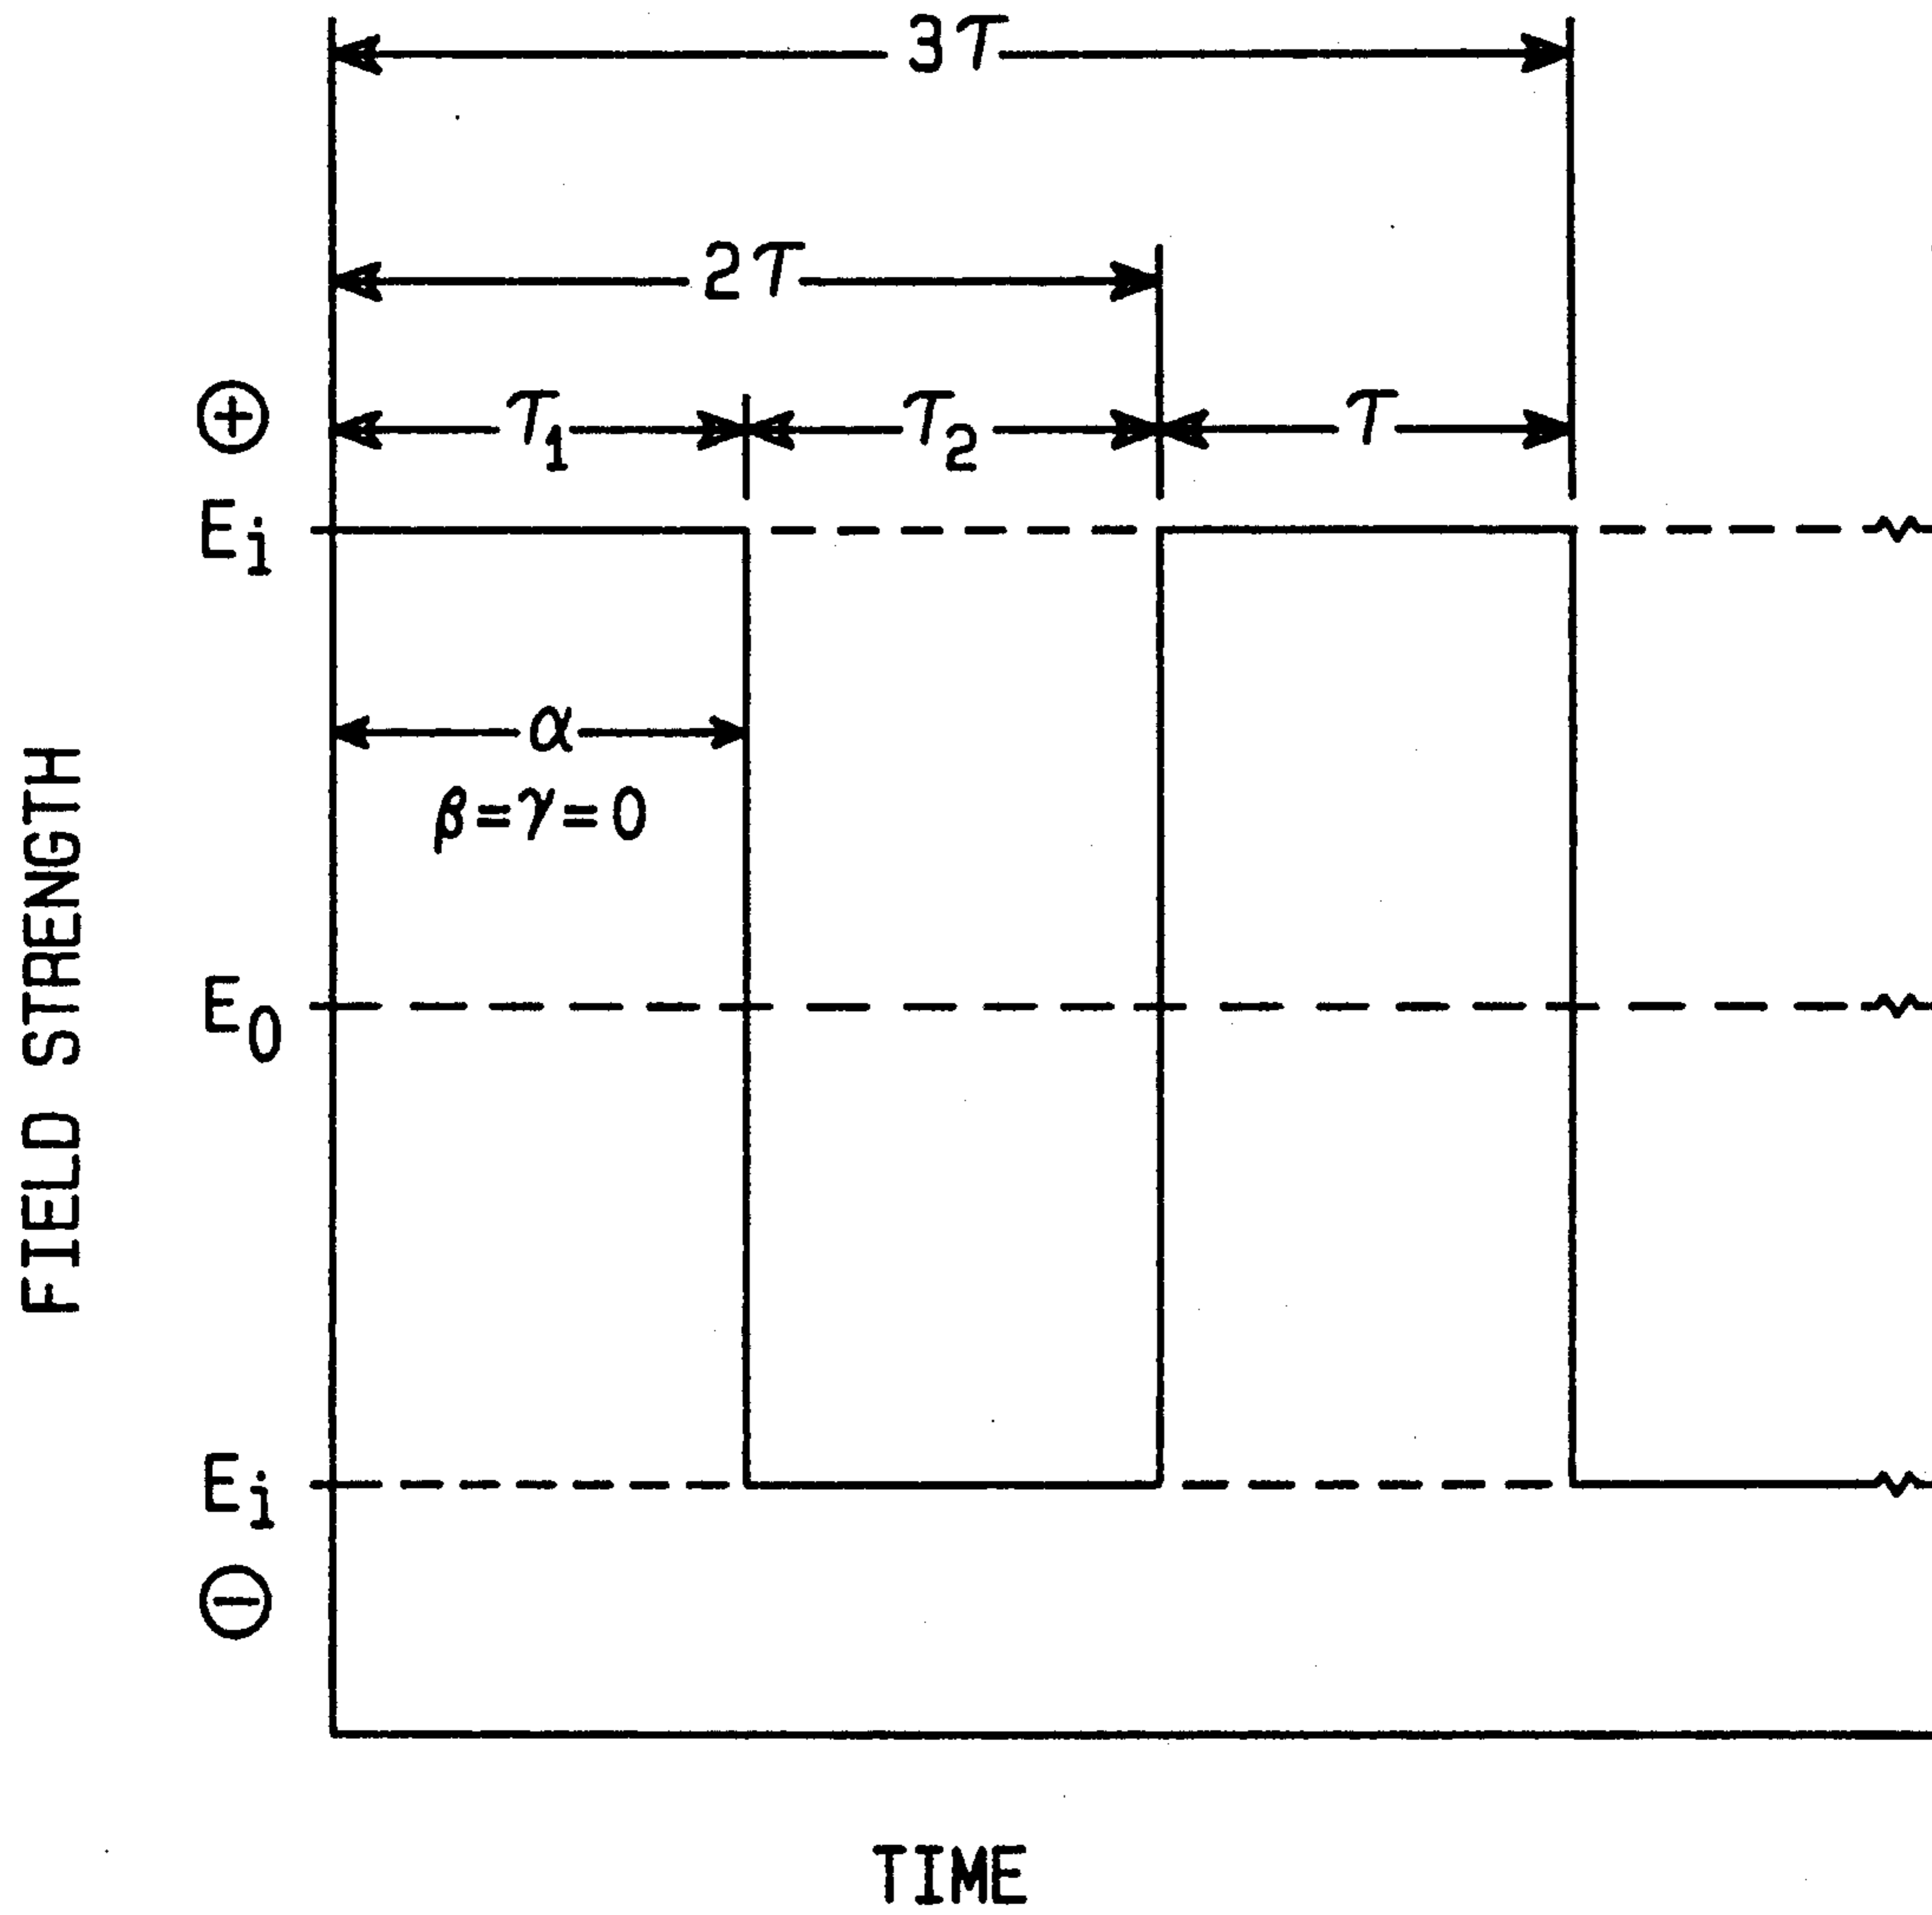 3τ
2τ
⊕
τ1 τ2 τ
Ei
α
β=γ=0
FIELD STRENGTH
E0
Ei
⊖
TIME